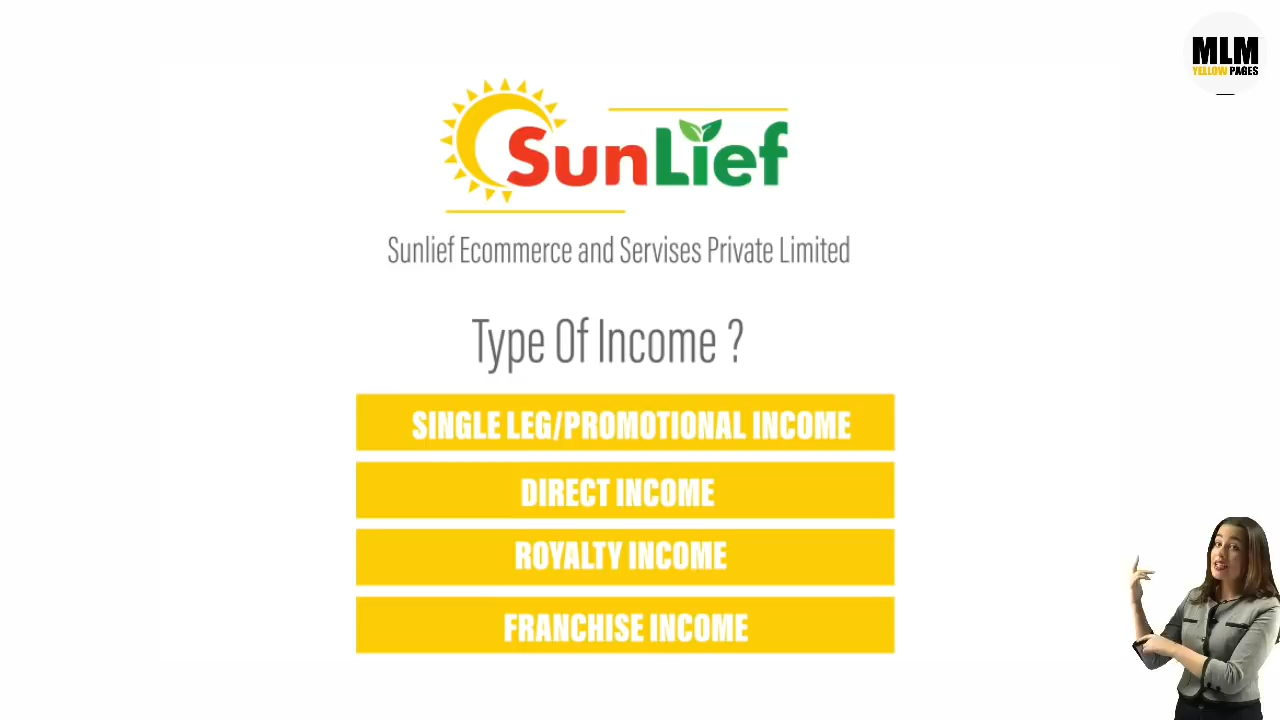 MLM
YELLOW PAGES
SunLief
Sunlief Ecommerce and Servises Private Limited
Type Of Income ?
SINGLE LEG/PROMOTIONAL INCOME
DIRECT INCOME
ROYALTY INCOME
FRANCHISE INCOME